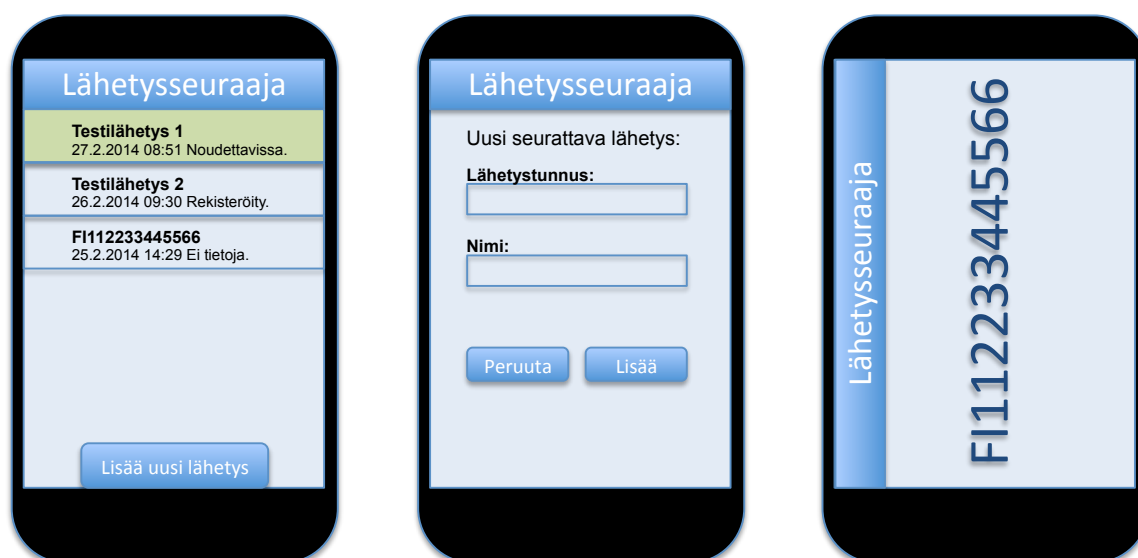 Lähetysseuraaja
Testilähetys 1
27.2.2014 08:51 Noudettavissa.
Testilähetys 2
26.2.2014 09:30 Rekisteröity.
FI112233445566
25.2.2014 14:29 Ei tietoja.
Lisää uusi lähetys
Lähetysseuraaja
Uusi seurattava lähetys:
Lähetystunnus:
Nimi:
Peruuta Lisää
Lähetysseuraaja
FI112233445566